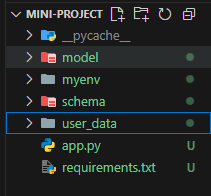 MINI-PROJECT
__pycache__
model
myenv
schema
user_data
app.py U
requirements.txt U